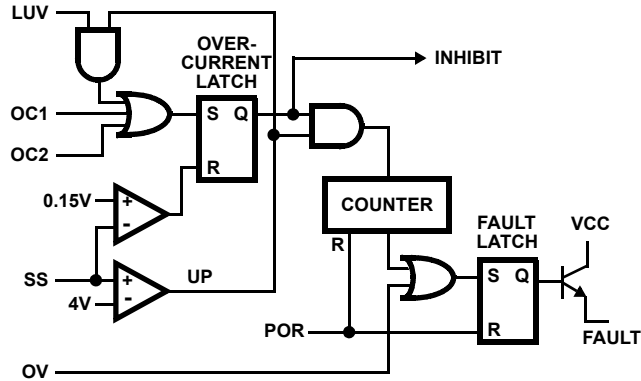 LUV
OVER-
CURRENT
LATCH
INHIBIT
OC1
S Q
OC2
R
0.15V
+
-
COUNTER
R
FAULT
LATCH
VCC
SS
+
4V
-
UP
S Q
POR
R
FAULT
OV